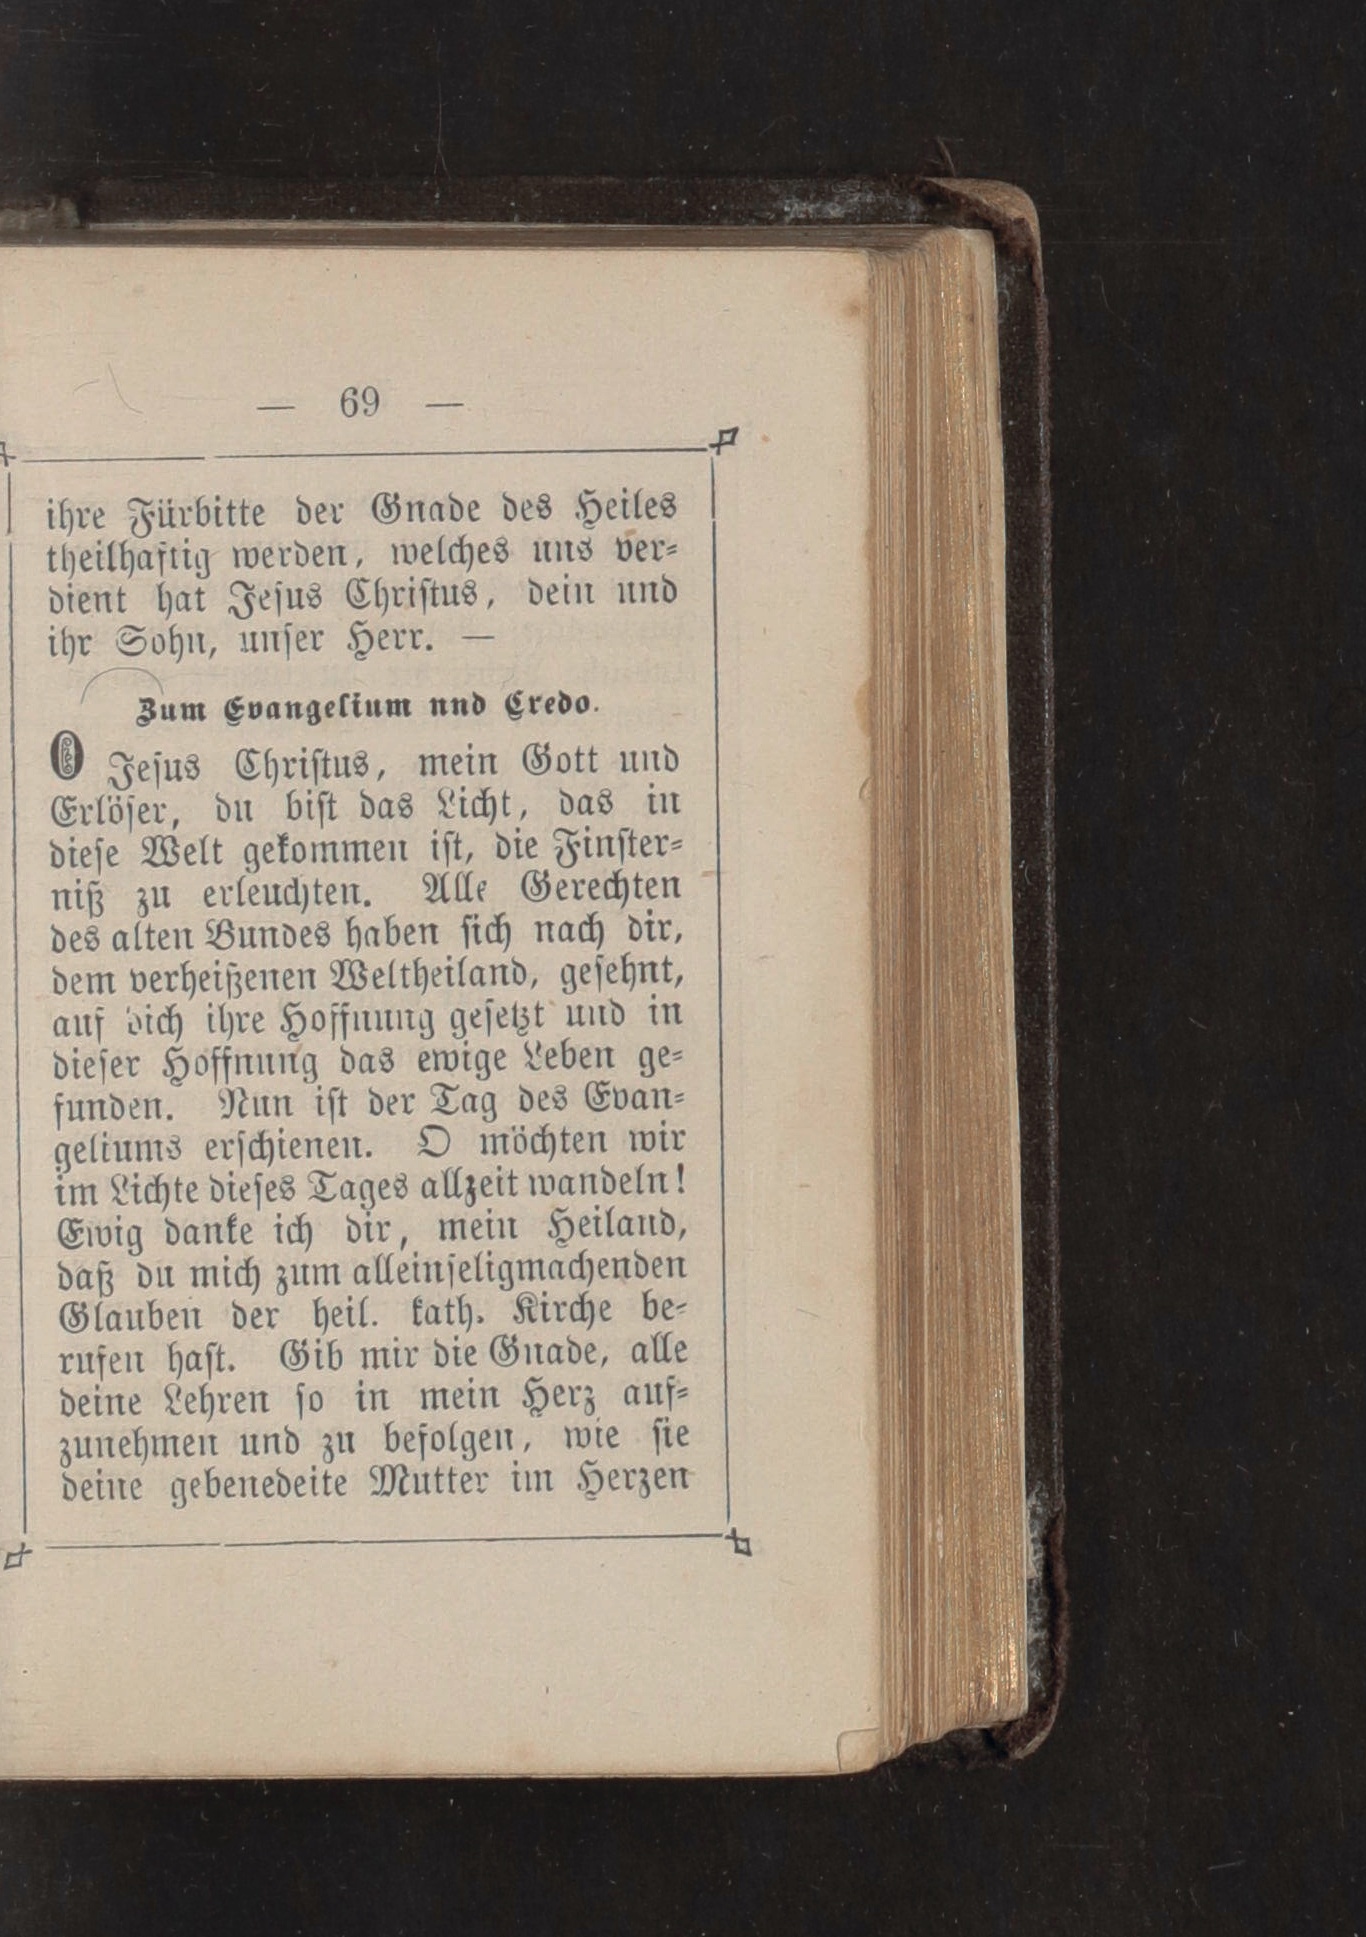 — 69 —
ihre Fürbitte der Gnade des Heiles
theilhaftig werden, welches uns ver-
dient hat Jesus Christus, dein und
ihr Sohn, unser Herr. —
Zum Evangelium und Credo.
O Jesus Christus, mein Gott und
Erlöser, du bist das Licht, das in
diese Welt gekommen ist, die Finster-
niß zu erleuchten. Alle Gerechten
des alten Bundes haben sich nach dir,
dem verheißenen Weltheiland, gesehnt,
auf dich ihre Hoffnung gesetzt und in
dieser Hoffnung das ewige Leben ge-
funden. Nun ist der Tag des Evan-
geliums erschienen. O möchten wir
im Lichte dieses Tages allzeit wandeln!
Ewig danke ich dir, mein Heiland,
daß du mich zum alleinseligmachenden
Glauben der heil. kath. Kirche be-
rufen hast. Gib mir die Gnade, alle
deine Lehren so in mein Herz auf-
zunehmen und zu befolgen, wie sie
deine gebenedeite Mutter im Herzen